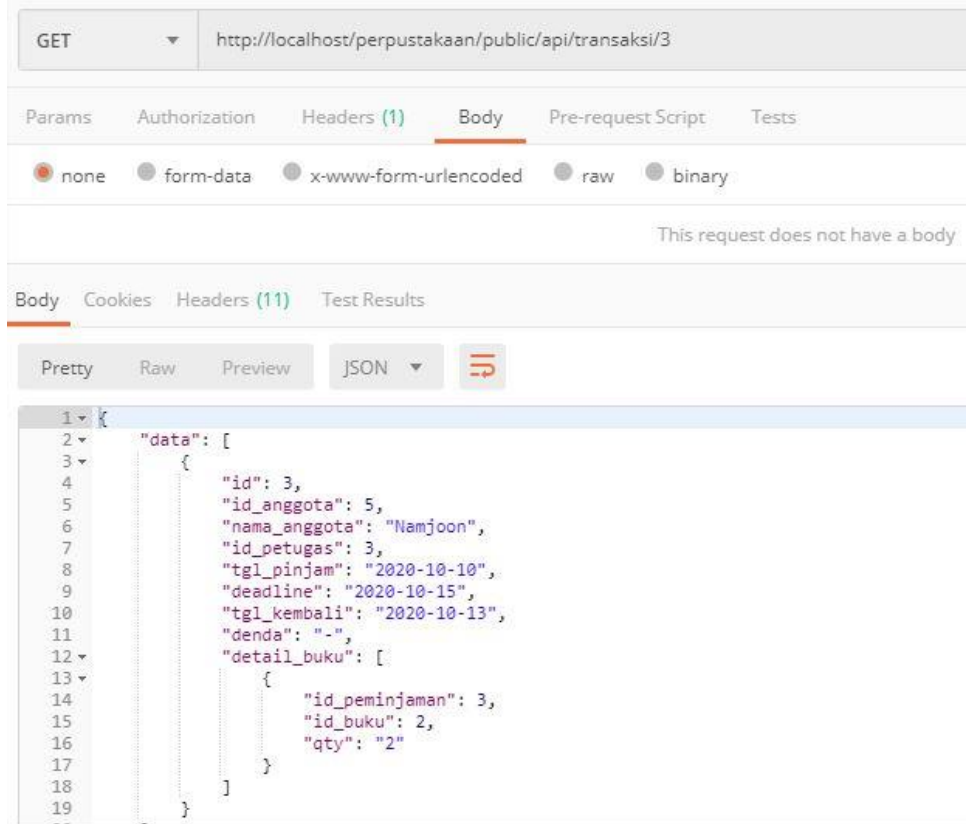 GET http://localhost/perpustakaan/public/api/transaksi/3
Params Authorization Headers (1) Body Pre-request Script Tests
none form-data x-www-form-urlencoded raw binary
This request does not have a body
Body Cookies Headers (11) Test Results
Pretty Raw Preview JSON
1 {
2 "data": [
3 {
4 "id": 3,
5 "id_anggota": 5,
6 "nama_anggota": "Namjoon",
7 "id_petugas": 3,
8 "tgl_pinjam": "2020-10-10",
9 "deadline": "2020-10-15",
10 "tgl_kembali": "2020-10-13",
11 "denda": "-",
12 "detail_buku": [
13 {
14 "id_peminjaman": 3,
15 "id_buku": 2,
16 "qty": "2"
17 }
18 ]
19 }